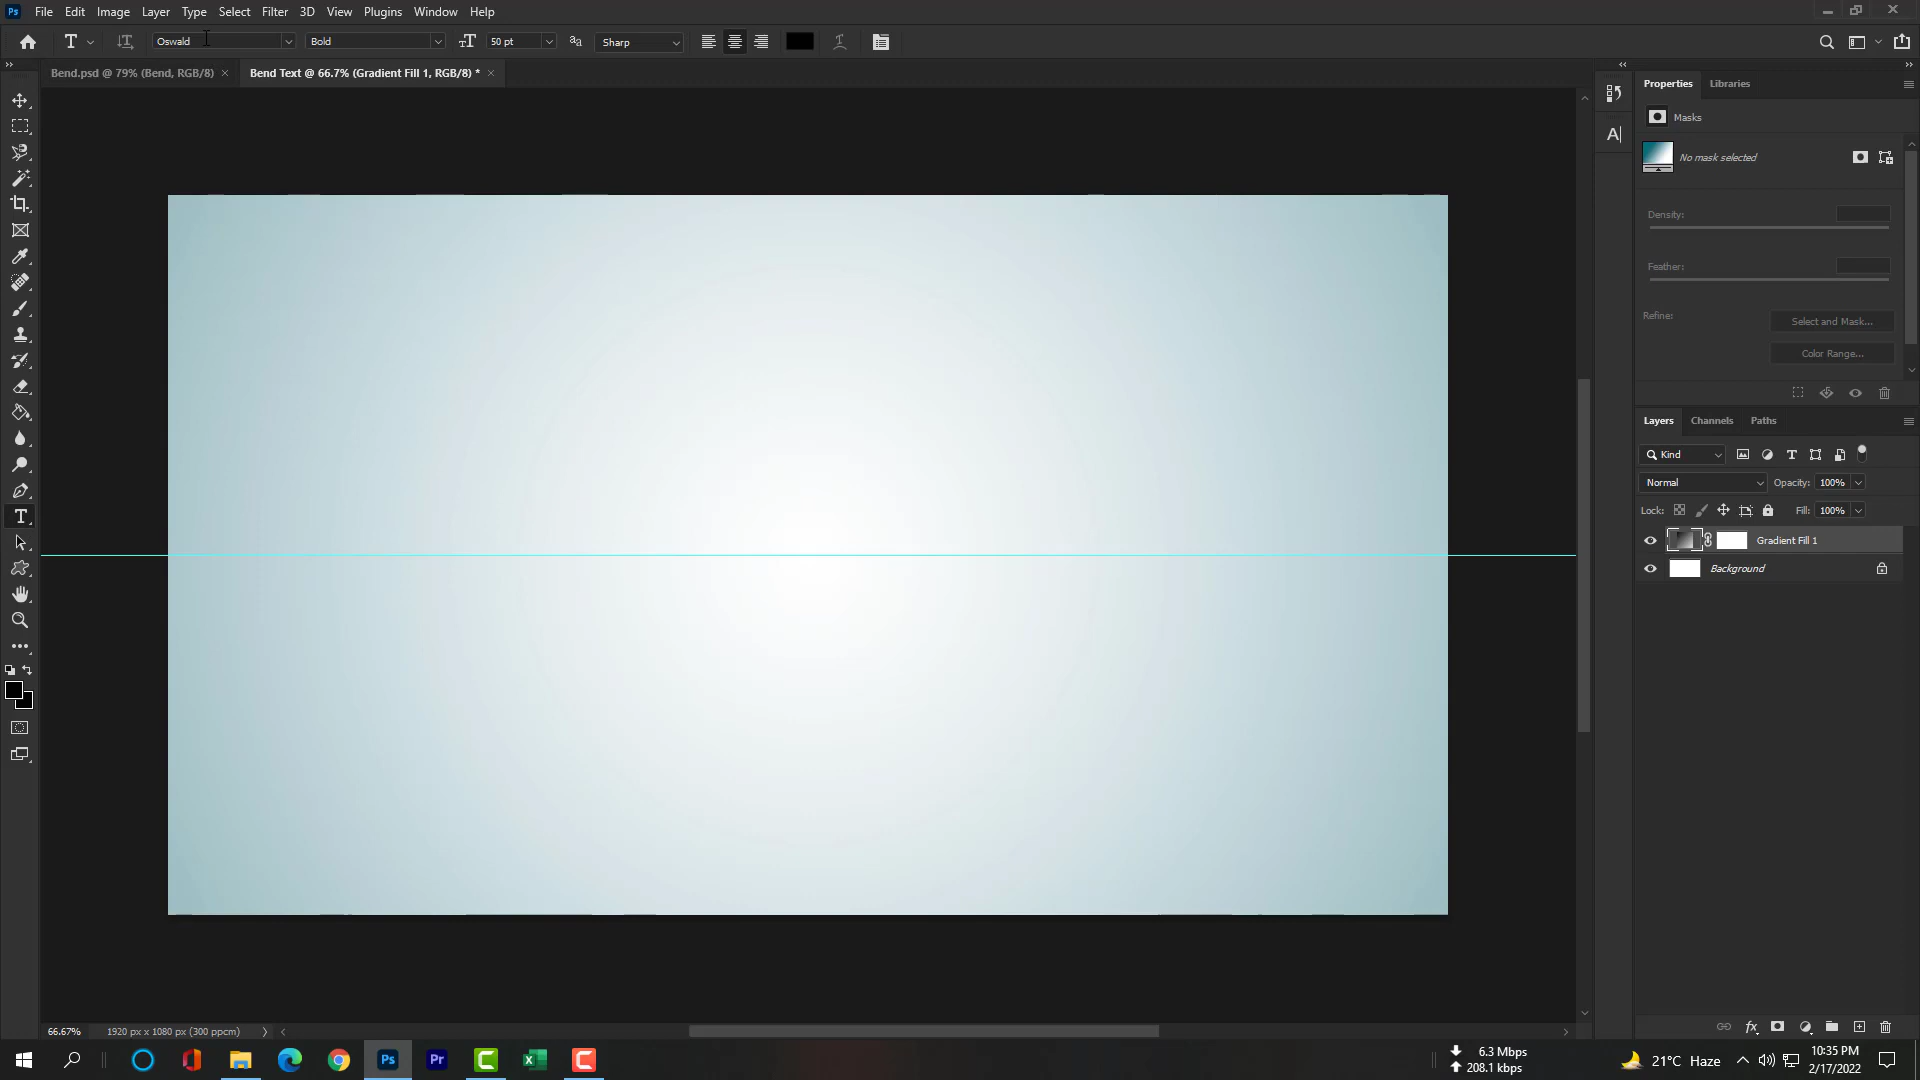 Ps File Edit Image Layer Type Select Filter 3D View Plugins Window Help
T Oswald Bold 50 pt Sharp
Bend.psd @ 79% (Bend, RGB/8) × Bend Text @ 66.7% (Gradient Fill 1, RGB/8) * ×
Properties Libraries
Masks
No mask selected
Density:
Feather:
Refine: Select and Mask...
Color Range...
Layers Channels Paths
Kind
Normal Opacity: 100%
Lock: Fill: 100%
Gradient Fill 1
Background
fx
66.67% 1920 px x 1080 px (300 ppcm)
Ps Pr
6.3 Mbps
208.1 kbps
21°C Haze
10:35 PM
2/17/2022